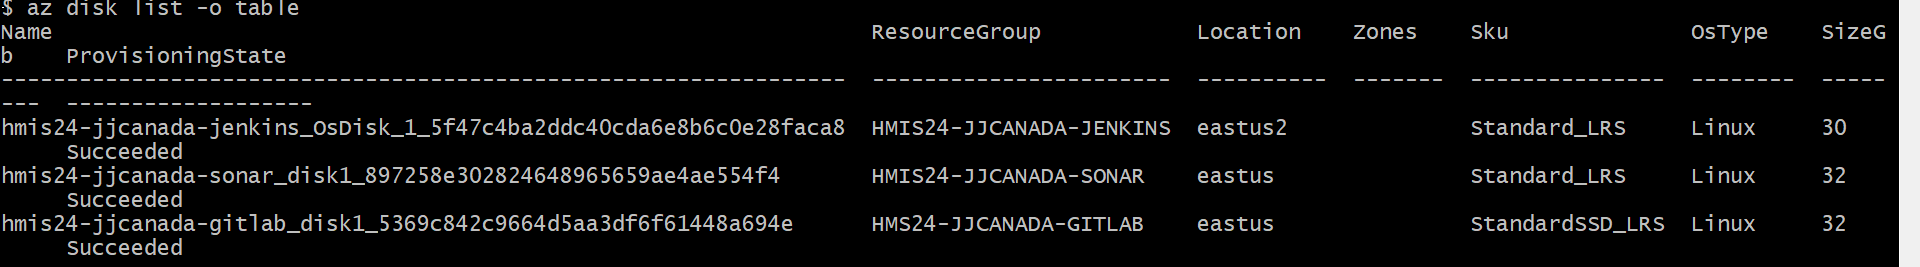 $ az disk list -o table
Name                                                             ResourceGroup            Location    Zones    Sku              OsType    SizeG
b    ProvisioningState
-----------------------------------------------------------------  -----------------------  ----------  -------  ---------------  --------  -----
---  -------------------
hmis24-jjcanada-jenkins_OsDisk_1_5f47c4ba2ddc40cda6e8b6c0e28faca8  HMIS24-JJCANADA-JENKINS  eastus2              Standard_LRS     Linux     30
     Succeeded
hmis24-jjcanada-sonar_disk1_897258e302824648965659ae4ae554f4       HMIS24-JJCANADA-SONAR    eastus               Standard_LRS     Linux     32
     Succeeded
hmis24-jjcanada-gitlab_disk1_5369c842c9664d5aa3df6f61448a694e      HMS24-JJCANADA-GITLAB    eastus               StandardSSD_LRS  Linux     32
     Succeeded